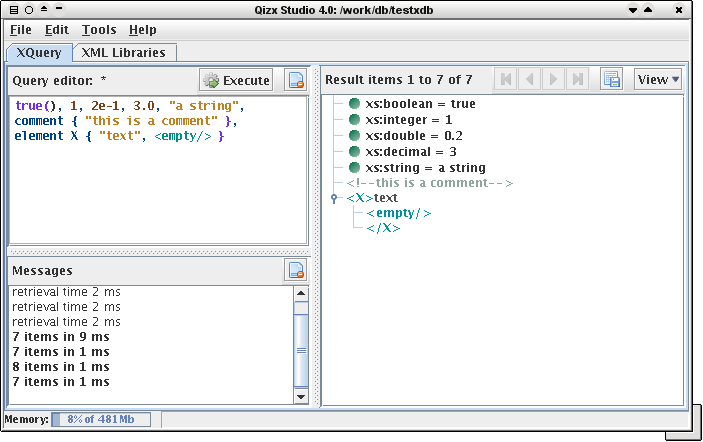 Qizx Studio 4.0: /work/db/testxdb
File Edit Tools Help
XQuery XML Libraries
Query editor: * Execute
true(), 1, 2e-1, 3.0, "a string",
comment { "this is a comment" },
element X { "text", <empty/> }
Messages
retrieval time 2 ms
retrieval time 2 ms
retrieval time 2 ms
7 items in 9 ms
7 items in 1 ms
8 items in 1 ms
7 items in 1 ms
Result items 1 to 7 of 7 View
xs:boolean = true
xs:integer = 1
xs:double = 0.2
xs:decimal = 3
xs:string = a string
<!--this is a comment-->
<X>text
<empty/>
</X>
Memory: 8% of 481Mb